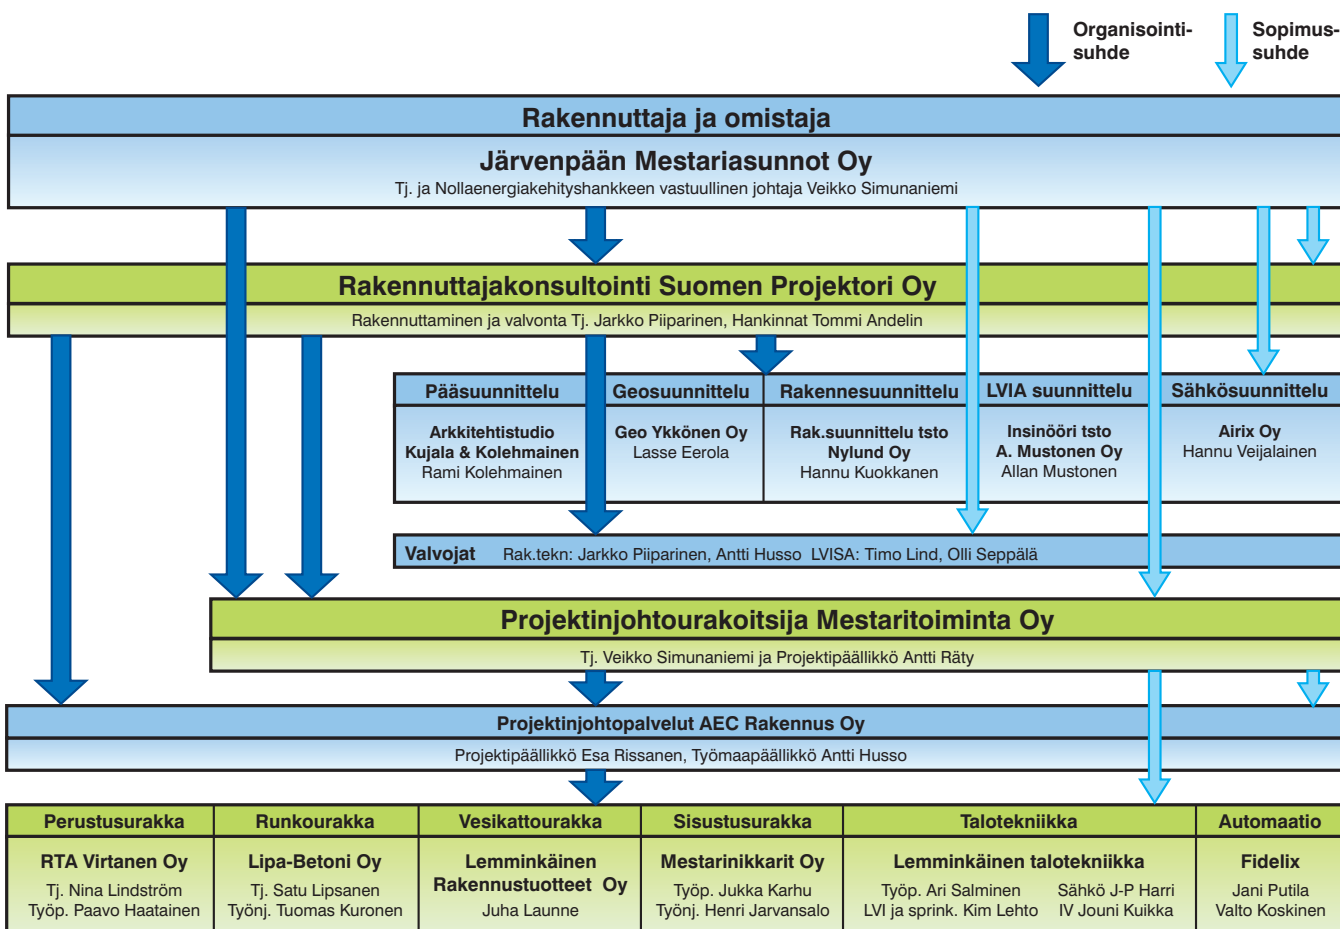 Organisointi-
suhde
Sopimus-
suhde
Rakennuttaja ja omistaja
Järvenpään Mestariasunnot Oy
Tj. ja Nollaenergiakehityshankkeen vastuullinen johtaja Veikko Simunaniemi
Rakennuttajakonsultointi Suomen Projektori Oy
Rakennuttaminen ja valvonta Tj. Jarkko Piiparinen, Hankinnat Tommi Andelin
Pääsuunnittelu
Arkkitehtistudio
Kujala & Kolehmainen
Rami Kolehmainen
Geosuunnittelu
Geo Ykkönen Oy
Lasse Eerola
Rakennesuunnittelu
Rak.suunnittelu tsto
Nylund Oy
Hannu Kuokkanen
LVIA suunnittelu
Insinööri tsto
A. Mustonen Oy
Allan Mustonen
Sähkösuunnittelu
Airix Oy
Hannu Veijalainen
Valvojat Rak.tekn: Jarkko Piiparinen, Antti Husso LVISA: Timo Lind, Olli Seppälä
Projektinjohtourakoitsija Mestaritoiminta Oy
Tj. Veikko Simunaniemi ja Projektipäällikkö Antti Räty
Projektinjohtopalvelut AEC Rakennus Oy
Projektipäällikkö Esa Rissanen, Työmaapäällikkö Antti Husso
Perustusurakka
RTA Virtanen Oy
Tj. Nina Lindström
Työp. Paavo Haatainen
Runkourakka
Lipa-Betoni Oy
Tj. Satu Lipsanen
Työnj. Tuomas Kuronen
Vesikattourakka
Lemminkäinen
Rakennustuotteet Oy
Juha Launne
Sisustusurakka
Mestarinikkarit Oy
Työp. Jukka Karhu
Työnj. Henri Jarvansalo
Talotekniikka
Lemminkäinen talotekniikka
Työp. Ari Salminen Sähkö J-P Harri
LVI ja sprink. Kim Lehto IV Jouni Kuikka
Automaatio
Fidelix
Jani Putila
Valto Koskinen